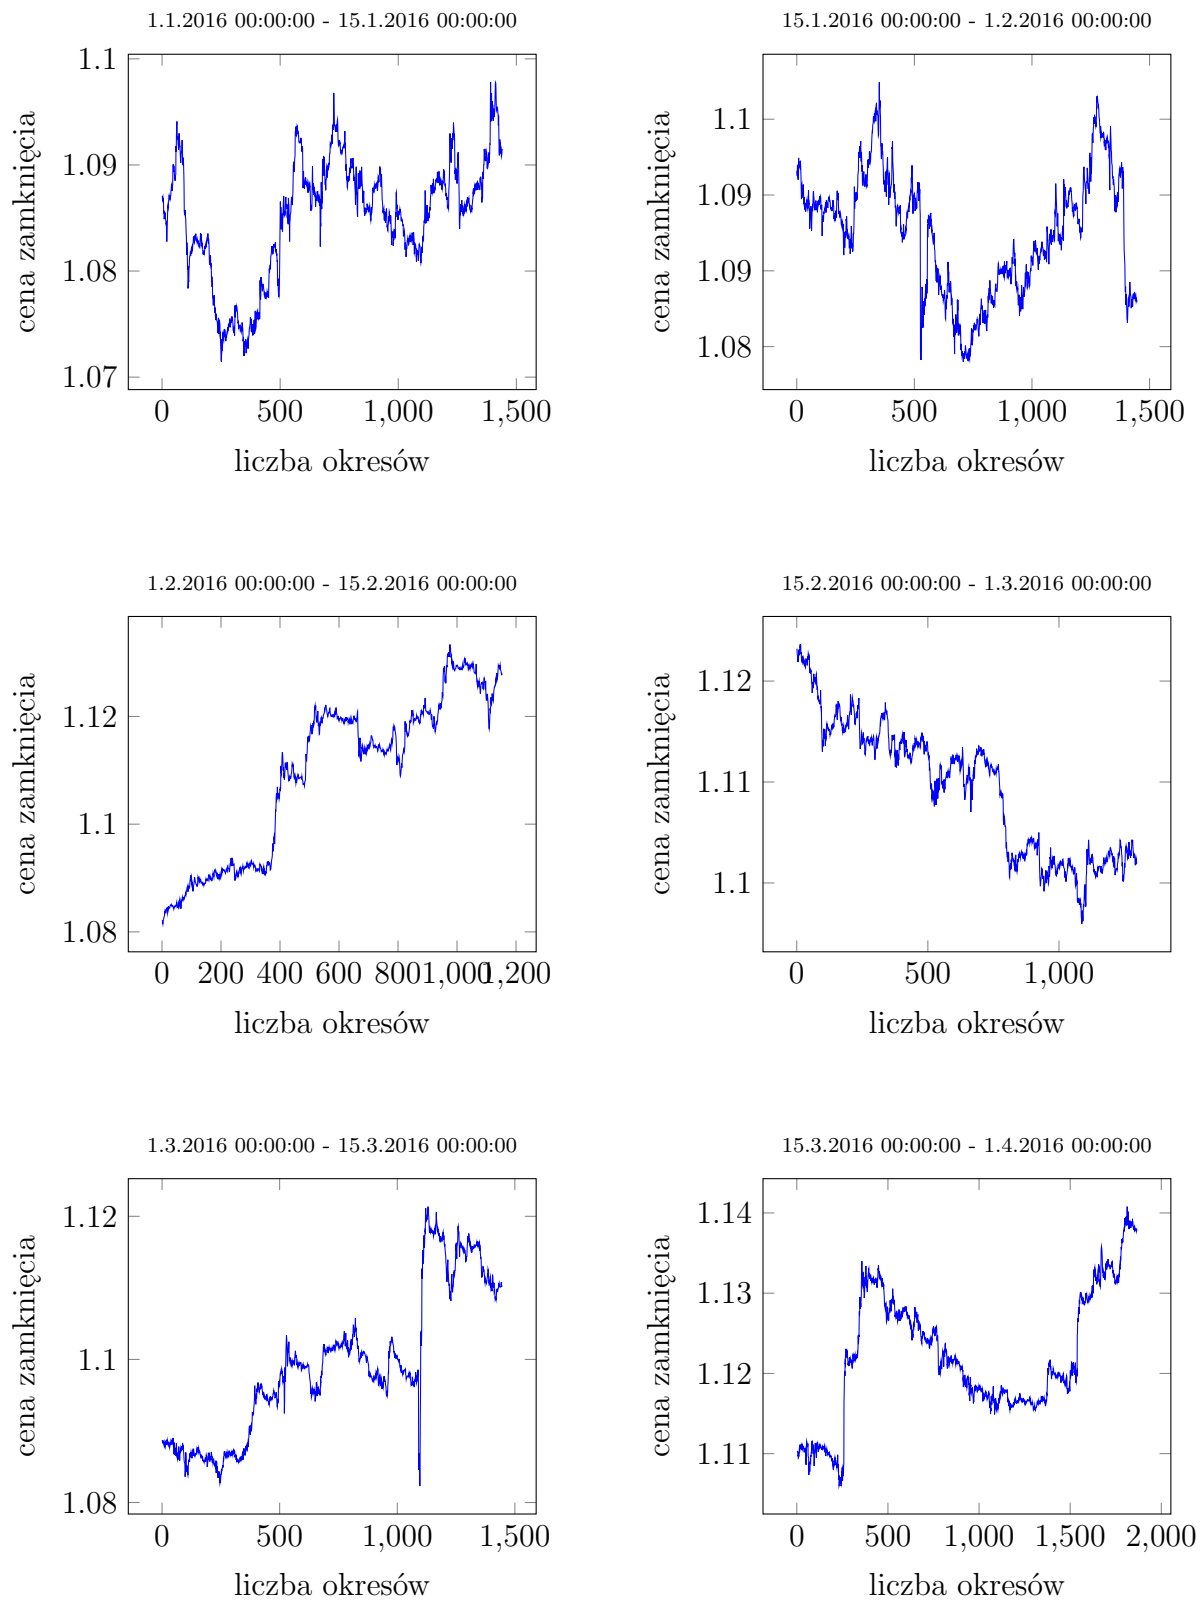 1.1.2016 00:00:00 - 15.1.2016 00:00:00
1.1
1.09
1.08
1.07
cena zamknięcia
0 500 1,000 1,500
liczba okresów
15.1.2016 00:00:00 - 1.2.2016 00:00:00
1.1
1.09
1.09
1.08
cena zamknięcia
0 500 1,000 1,500
liczba okresów
1.2.2016 00:00:00 - 15.2.2016 00:00:00
1.12
1.1
1.08
cena zamknięcia
0 200 400 600 800 1,000 1,200
liczba okresów
15.2.2016 00:00:00 - 1.3.2016 00:00:00
1.12
1.11
1.1
cena zamknięcia
0 500 1,000
liczba okresów
1.3.2016 00:00:00 - 15.3.2016 00:00:00
1.12
1.1
1.08
cena zamknięcia
0 500 1,000 1,500
liczba okresów
15.3.2016 00:00:00 - 1.4.2016 00:00:00
1.14
1.13
1.12
1.11
cena zamknięcia
0 500 1,000 1,500 2,000
liczba okresów